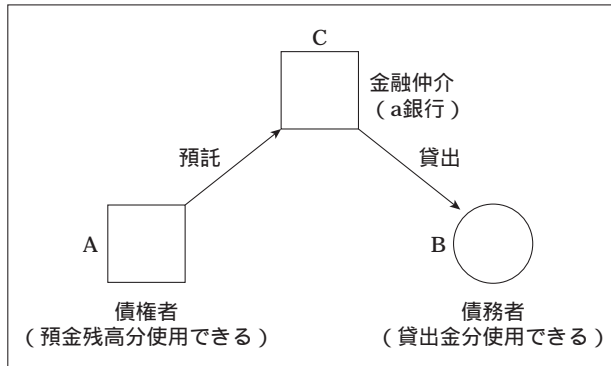 C
金融仲介
（a銀行）
預託
貸出
A
B
債権者
（預金残高分使用できる）
債務者
（貸出金分使用できる）